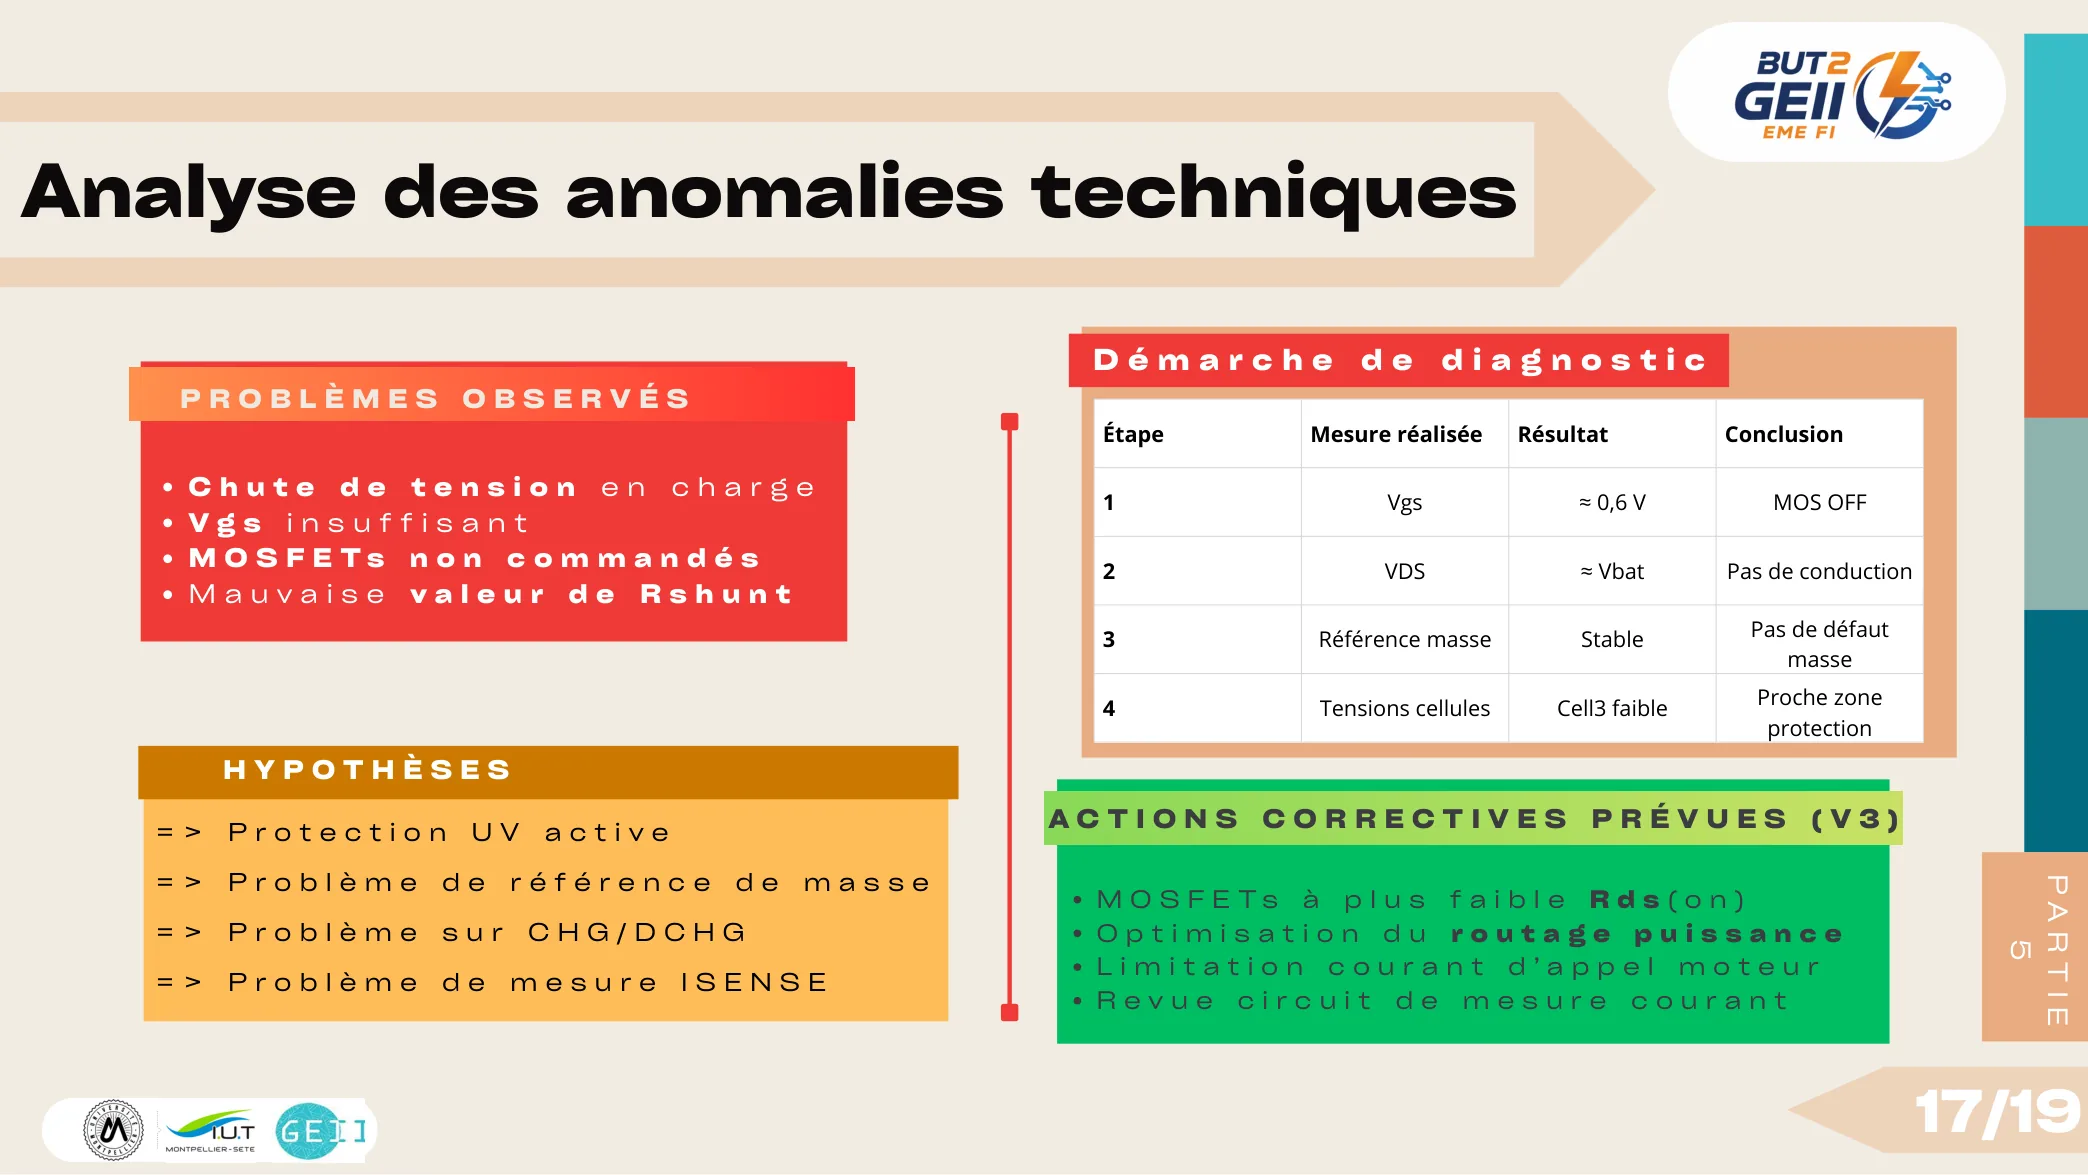 BUT2
GEII
EME FI
Analyse des anomalies techniques
PROBLÈMES OBSERVÉS
• Chute de tension en charge
• Vgs insuffisant
• MOSFETs non commandés
• Mauvaise valeur de Rshunt
HYPOTHÈSES
=> Protection UV active
=> Problème de référence de masse
=> Problème sur CHG/DCHG
=> Problème de mesure ISENSE
Démarche de diagnostic
Étape Mesure réalisée Résultat Conclusion
1 Vgs ≈ 0,6 V MOS OFF
2 VDS ≈ Vbat Pas de conduction
3 Référence masse Stable Pas de défaut
masse
4 Tensions cellules Cell3 faible Proche zone
protection
ACTIONS CORRECTIVES PRÉVUES (V3)
• MOSFETs à plus faible Rds(on)
• Optimisation du routage puissance
• Limitation courant d’appel moteur
• Revue circuit de mesure courant
PARTIE
5
17/19
UNIVERSITÉ
MONTPELLIER
I.U.T
MONTPELLIER-SETE
GEII